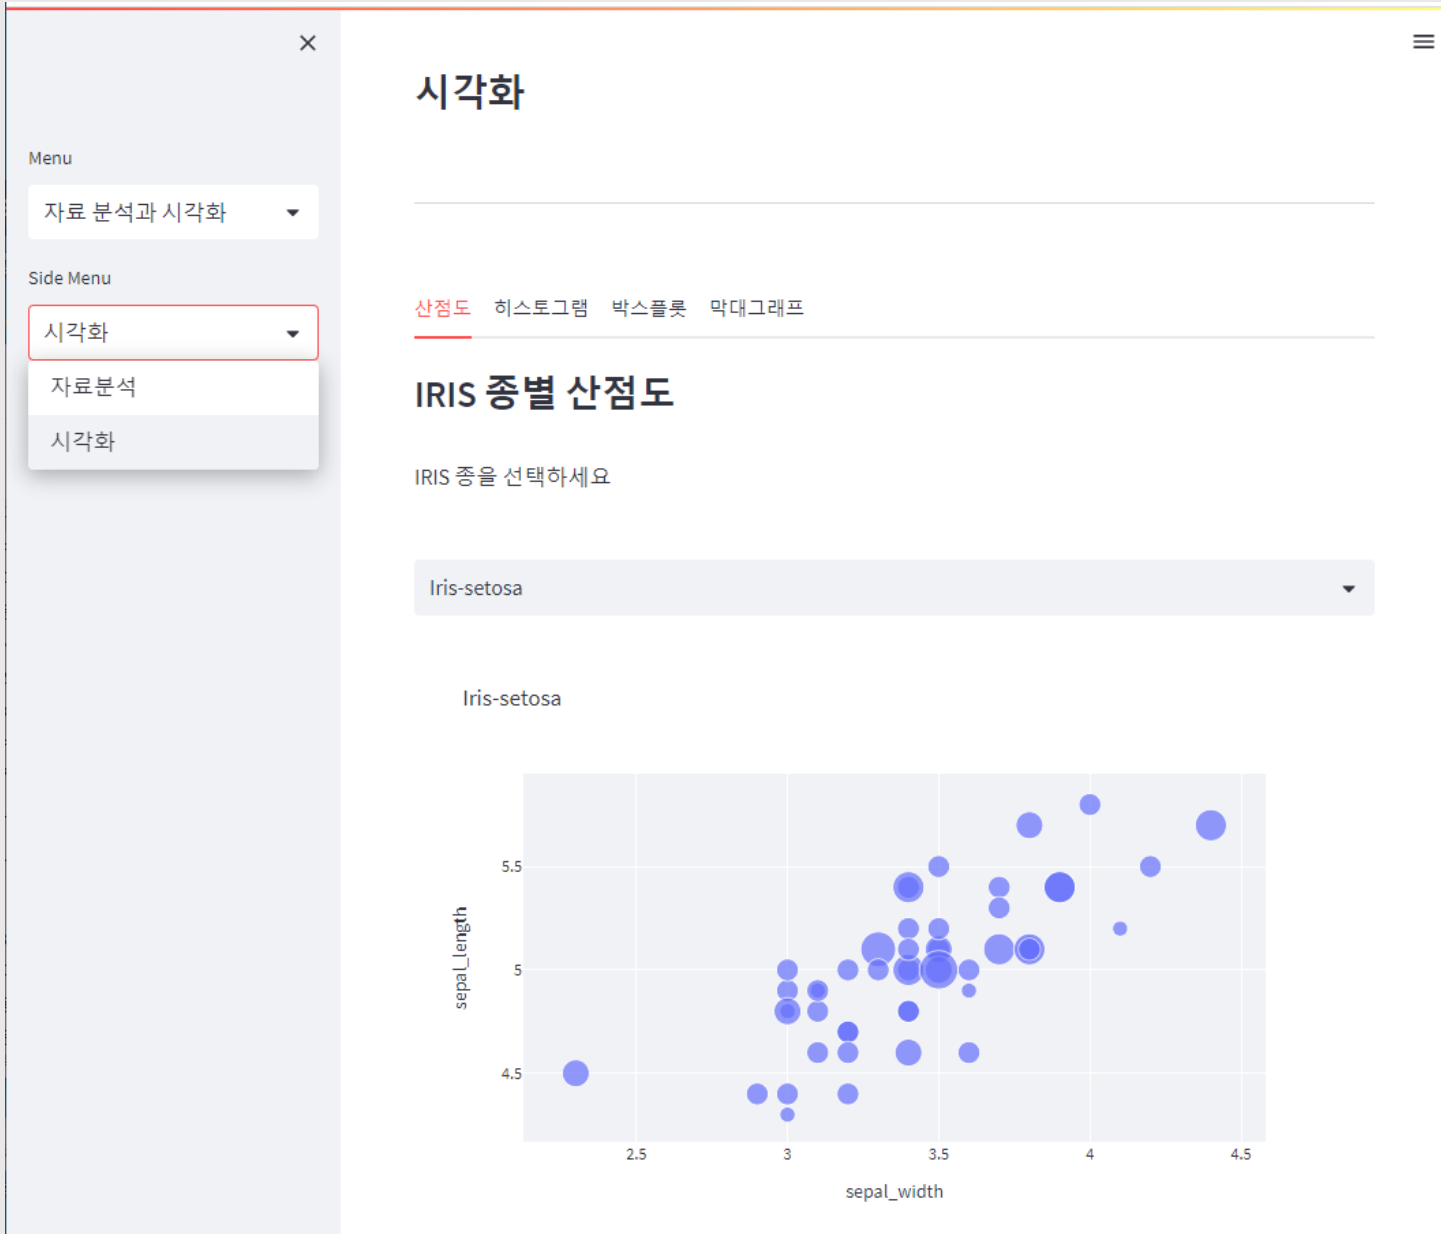 시각화
Menu
자료 분석과 시각화
Side Menu
시각화
자료분석
시각화
산점도 히스토그램 박스플롯 막대그래프
IRIS 종별 산점도
IRIS 종을 선택하세요
Iris-setosa
Iris-setosa
5.5
5
4.5
sepal_length
2.5 3 3.5 4 4.5
sepal_width